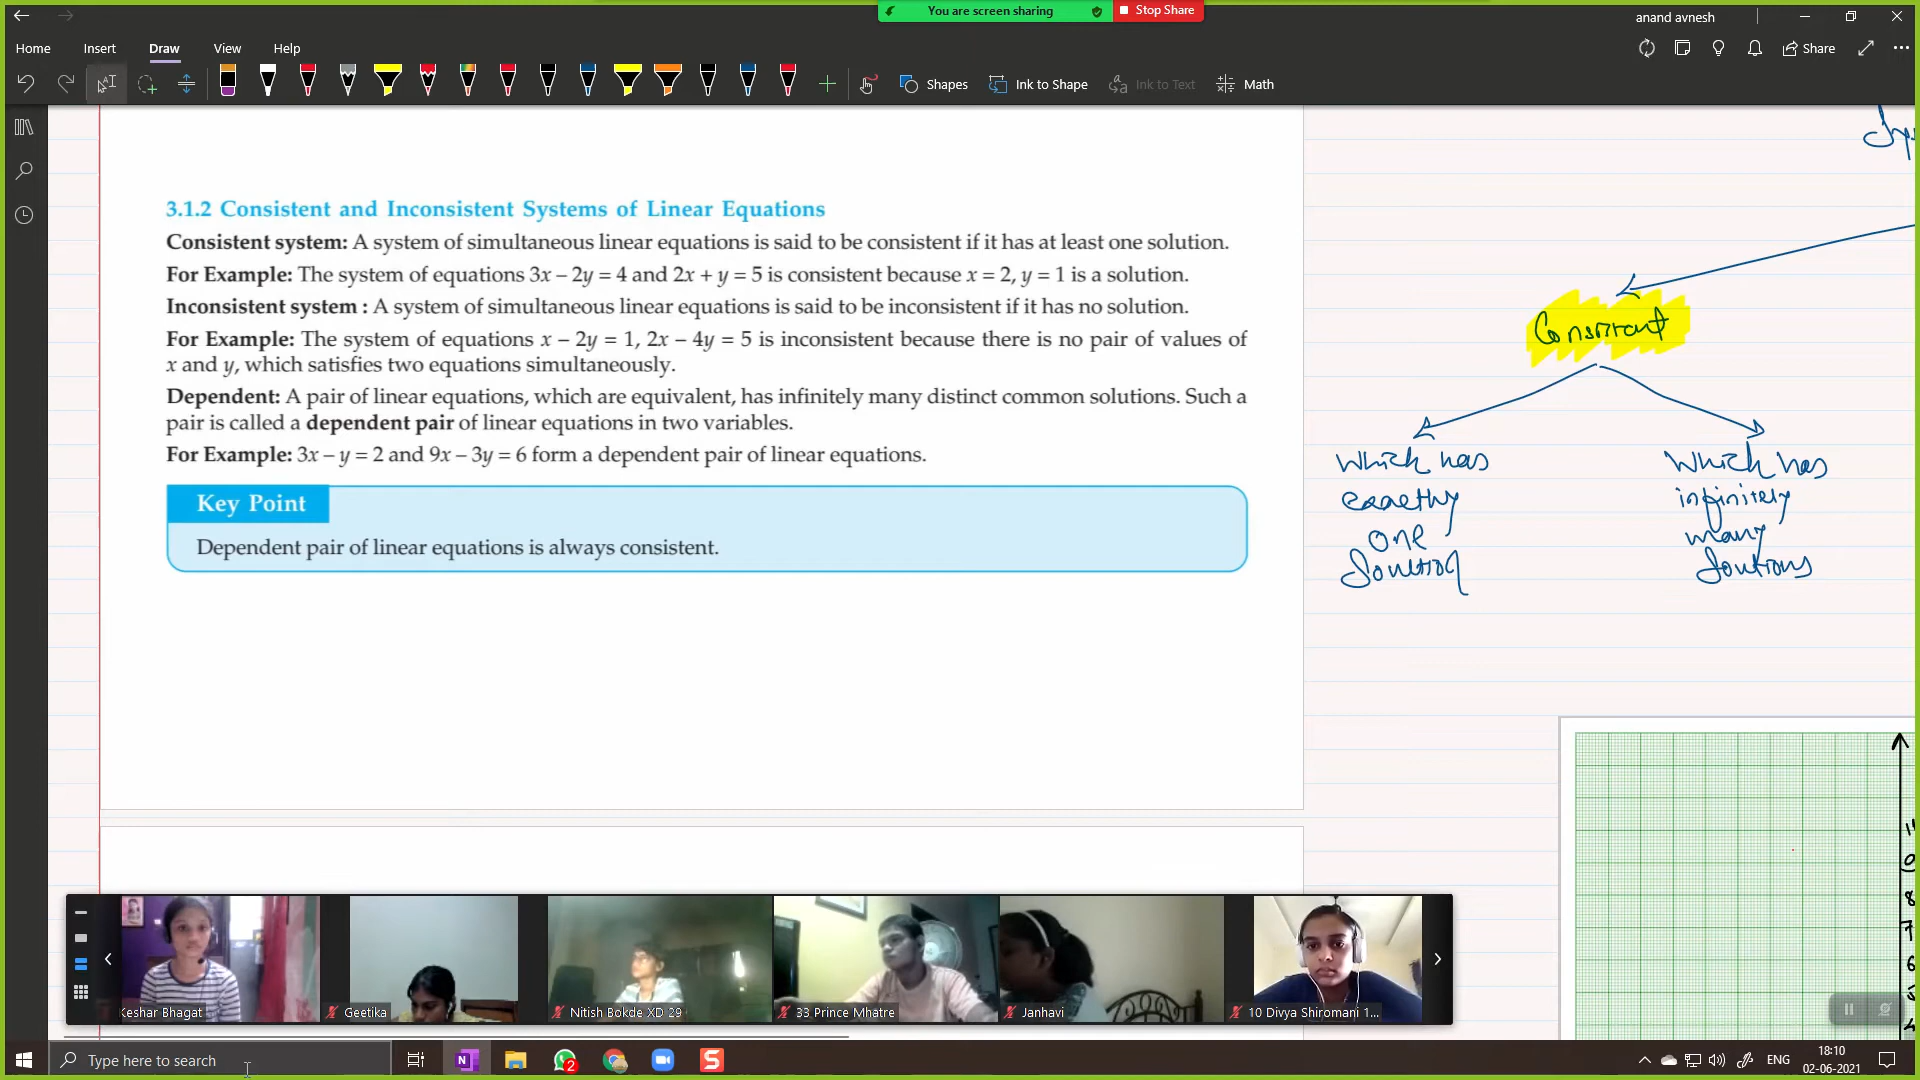 You are screen sharing
Stop Share
anand avnesh
Home Insert Draw View Help
Share
Shapes
Ink to Shape
Ink to Text
Math
3.1.2 Consistent and Inconsistent Systems of Linear Equations
Consistent system: A system of simultaneous linear equations is said to be consistent if it has at least one solution.
For Example: The system of equations 3x – 2y = 4 and 2x + y = 5 is consistent because x = 2, y = 1 is a solution.
Inconsistent system : A system of simultaneous linear equations is said to be inconsistent if it has no solution.
For Example: The system of equations x – 2y = 1, 2x – 4y = 5 is inconsistent because there is no pair of values of
x and y, which satisfies two equations simultaneously.
Dependent: A pair of linear equations, which are equivalent, has infinitely many distinct common solutions. Such a
pair is called a dependent pair of linear equations in two variables.
For Example: 3x – y = 2 and 9x – 3y = 6 form a dependent pair of linear equations.
Key Point
Dependent pair of linear equations is always consistent.
Consistent
which has
exactly
one
Solution
Which has
infinitely
many
Solutions
8
7
6
Keshar Bhagat
Geetika
Nitish Bokde XD 29
33 Prince Mhatre
Janhavi
10 Divya Shiromani 1...
Type here to search
2
ENG
18:10
02-06-2021